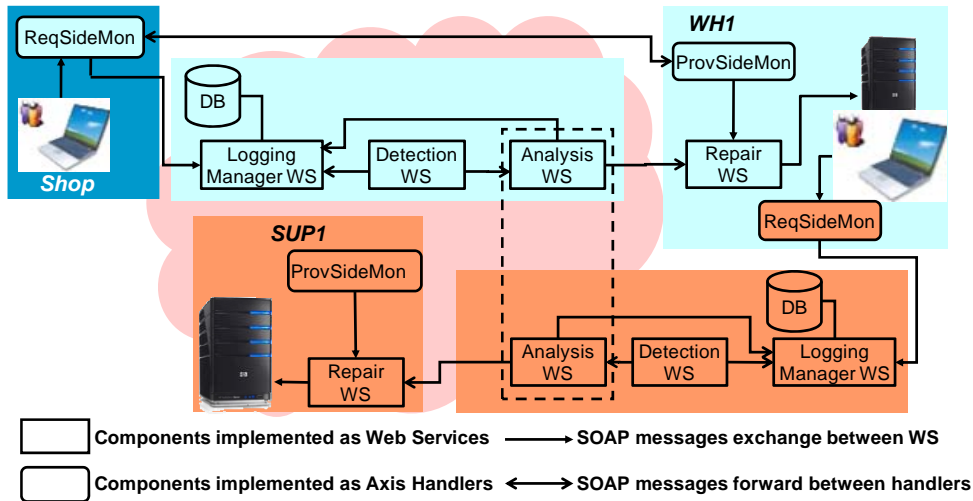 WH1
ReqSideMon
ProvSideMon
DB
Logging
Manager WS
Detection
WS
Analysis
WS
Repair
WS
Shop
ReqSideMon
SUP1
ProvSideMon
DB
Repair
WS
Analysis
WS
Detection
WS
Logging
Manager WS
Components implemented as Web Services
SOAP messages exchange between WS
Components implemented as Axis Handlers
SOAP messages forward between handlers